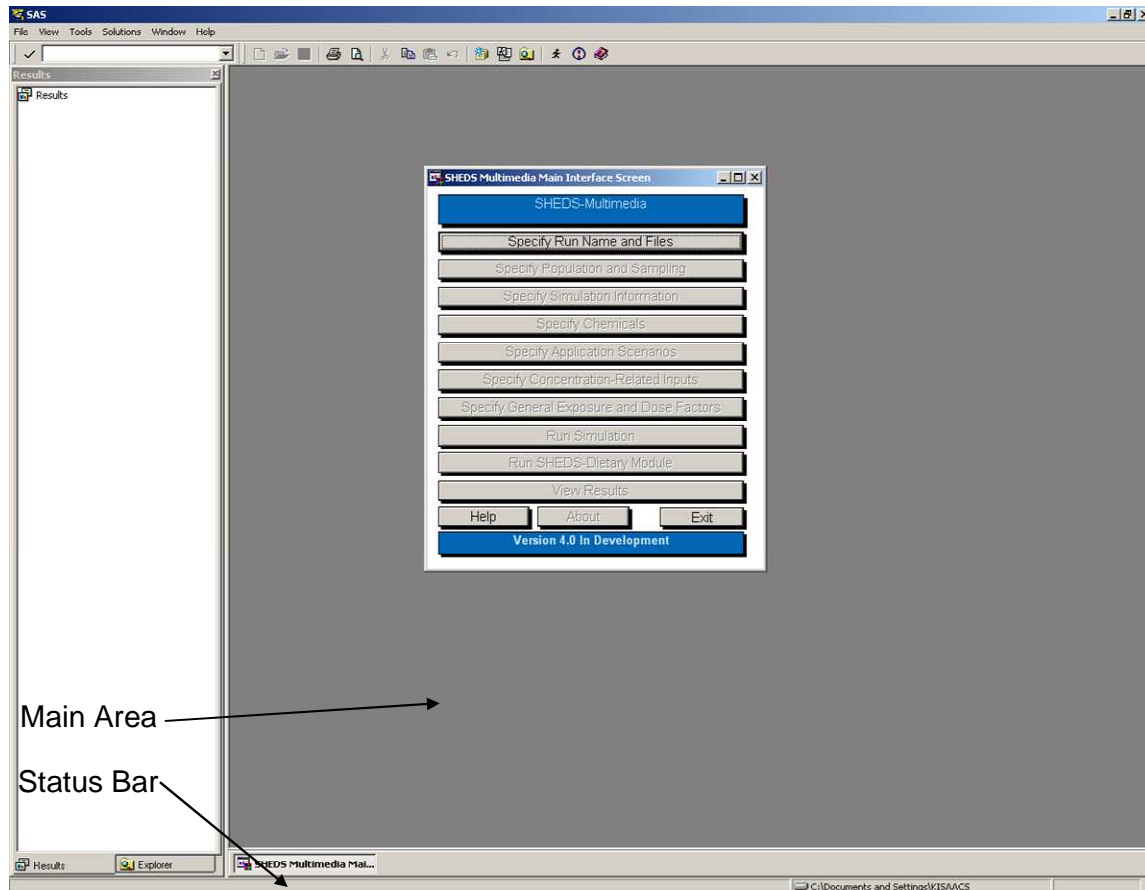 SAS
File View Tools Solutions Window Help
Results
Results
SHEDS Multimedia Main Interface Screen
SHEDS-Multimedia
Specify Run Name and Files
Specify Population and Sampling
Specify Simulation Information
Specify Chemicals
Specify Application Scenarios
Specify Concentration-Related Inputs
Specify General Exposure and Dose Factors
Run Simulation
Run SHEDS-Dietary Module
View Results
Help About Exit
Version 4.0 In Development
Main Area
Status Bar
Results Explorer SHEDS Multimedia Mai...
C:\Documents and Settings\KISAACS